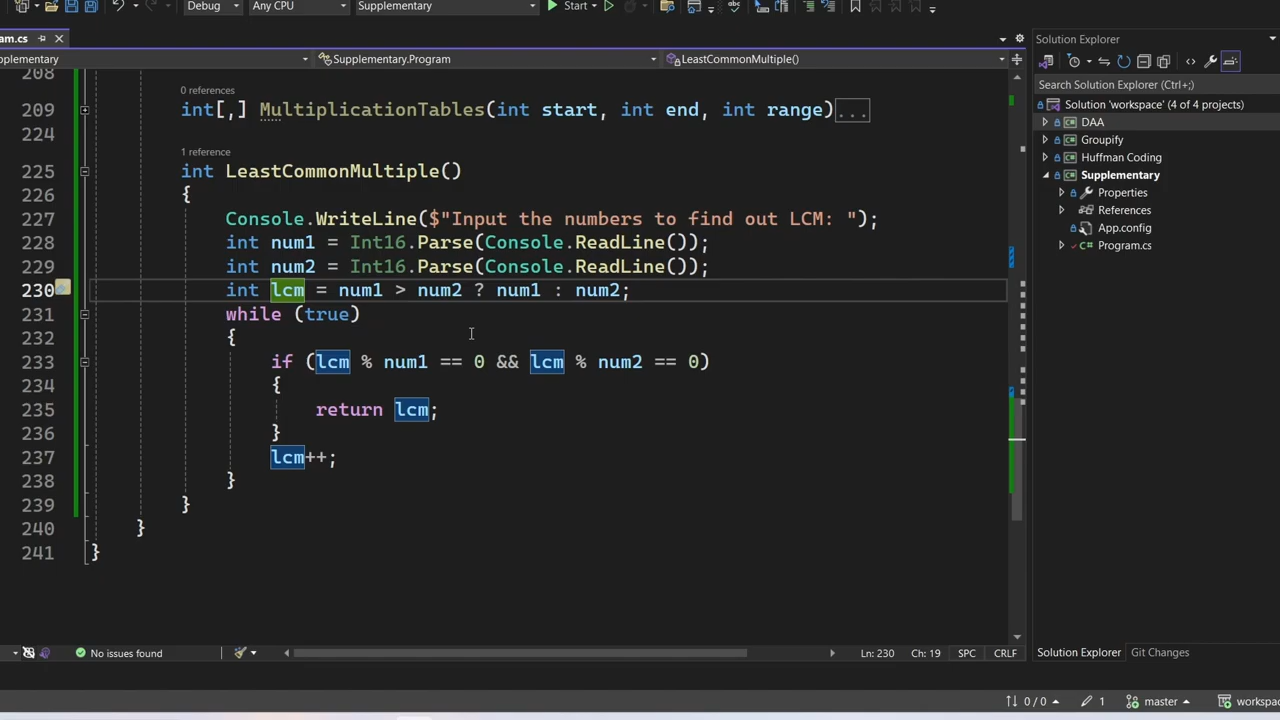 Debug Any CPU Supplementary Start
am.cs
pplementary Supplementary.Program LeastCommonMultiple()
Solution Explorer
Search Solution Explorer (Ctrl+;)
Solution 'workspace' (4 of 4 projects)
DAA
Groupify
Huffman Coding
Supplementary
Properties
References
App.config
C# Program.cs
208
0 references
209 int[,] MultiplicationTables(int start, int end, int range)...
224
1 reference
225 int LeastCommonMultiple()
226 {
227 Console.WriteLine($"Input the numbers to find out LCM: ");
228 int num1 = Int16.Parse(Console.ReadLine());
229 int num2 = Int16.Parse(Console.ReadLine());
230 int lcm = num1 > num2 ? num1 : num2;
231 while (true)
232 {
233 if (lcm % num1 == 0 && lcm % num2 == 0)
234 {
235 return lcm;
236 }
237 lcm++;
238 }
239 }
240 }
241 }
No issues found Ln: 230 Ch: 19 SPC CRLF
Solution Explorer Git Changes
0 / 0 1 master workspac